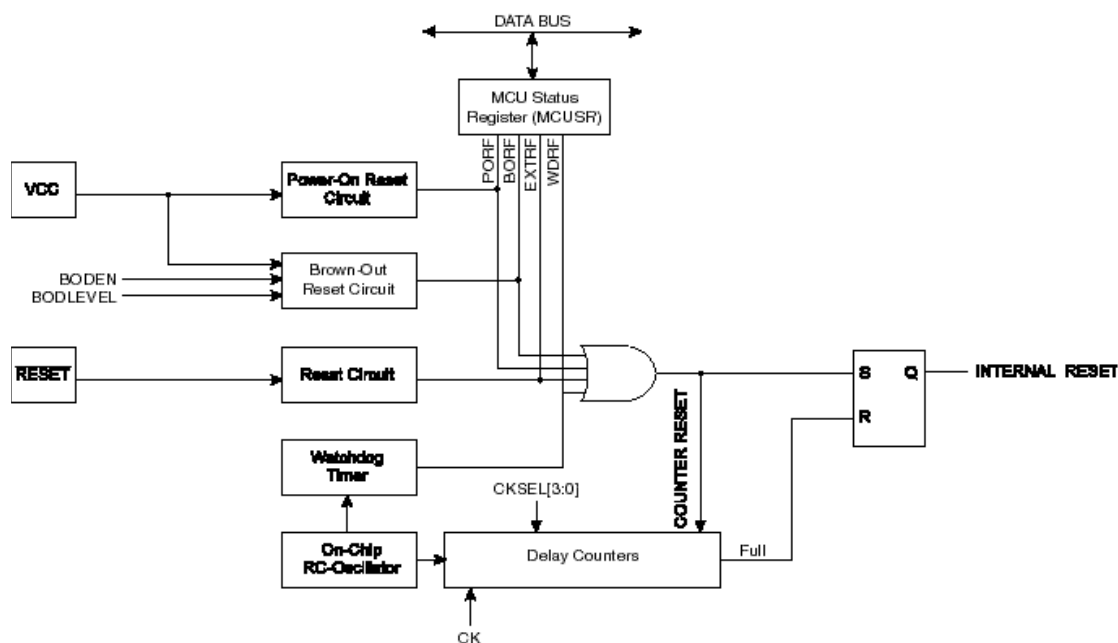 DATA BUS
MCU Status
Register (MCUSR)
PORF
BORF
EXTRF
WDRF
VCC
Power-On Reset
Circuit
BODEN
BODLEVEL
Brown-Out
Reset Circuit
RESET
Reset Circuit
S
Q
INTERNAL RESET
R
COUNTER RESET
Watchdog
Timer
CKSEL[3:0]
On-Chip
RC-Oscillator
Delay Counters
Full
CK